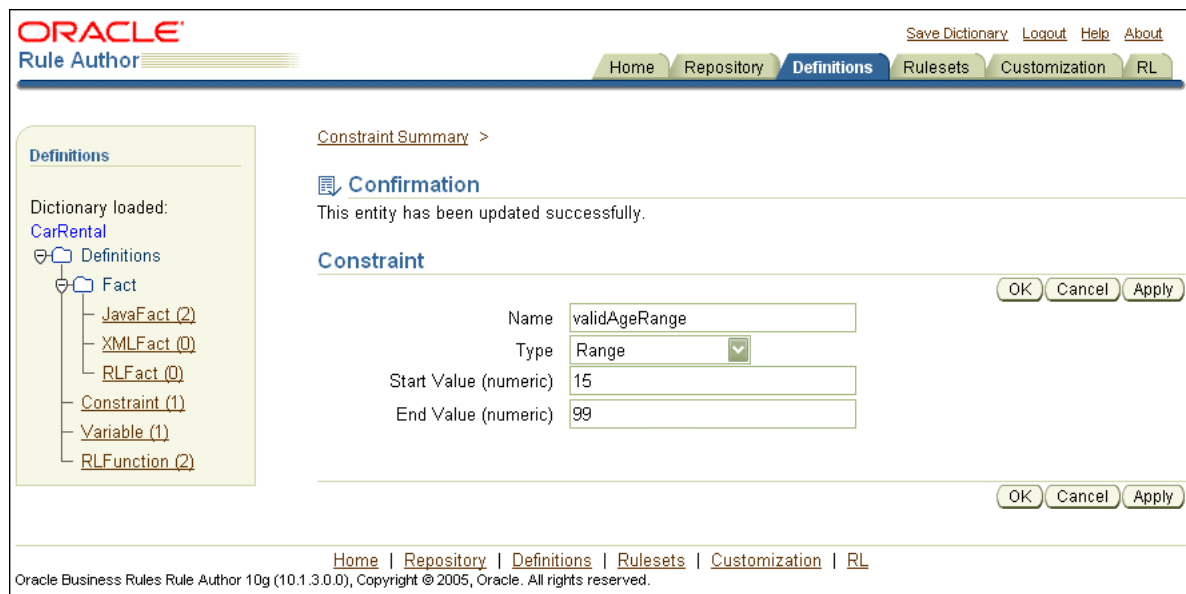 ORACLE
Rule Author
Save Dictionary Logout Help About
Home Repository Definitions Rulesets Customization RL
Definitions
Dictionary loaded:
CarRental
Definitions
Fact
JavaFact (2)
XMLFact (0)
RLFact (0)
Constraint (1)
Variable (1)
RLFunction (2)
Constraint Summary >
Confirmation
This entity has been updated successfully.
Constraint
OK Cancel Apply
Name validAgeRange
Type Range
Start Value (numeric) 15
End Value (numeric) 99
OK Cancel Apply
Home | Repository | Definitions | Rulesets | Customization | RL
Oracle Business Rules Rule Author 10g (10.1.3.0.0), Copyright © 2005, Oracle. All rights reserved.